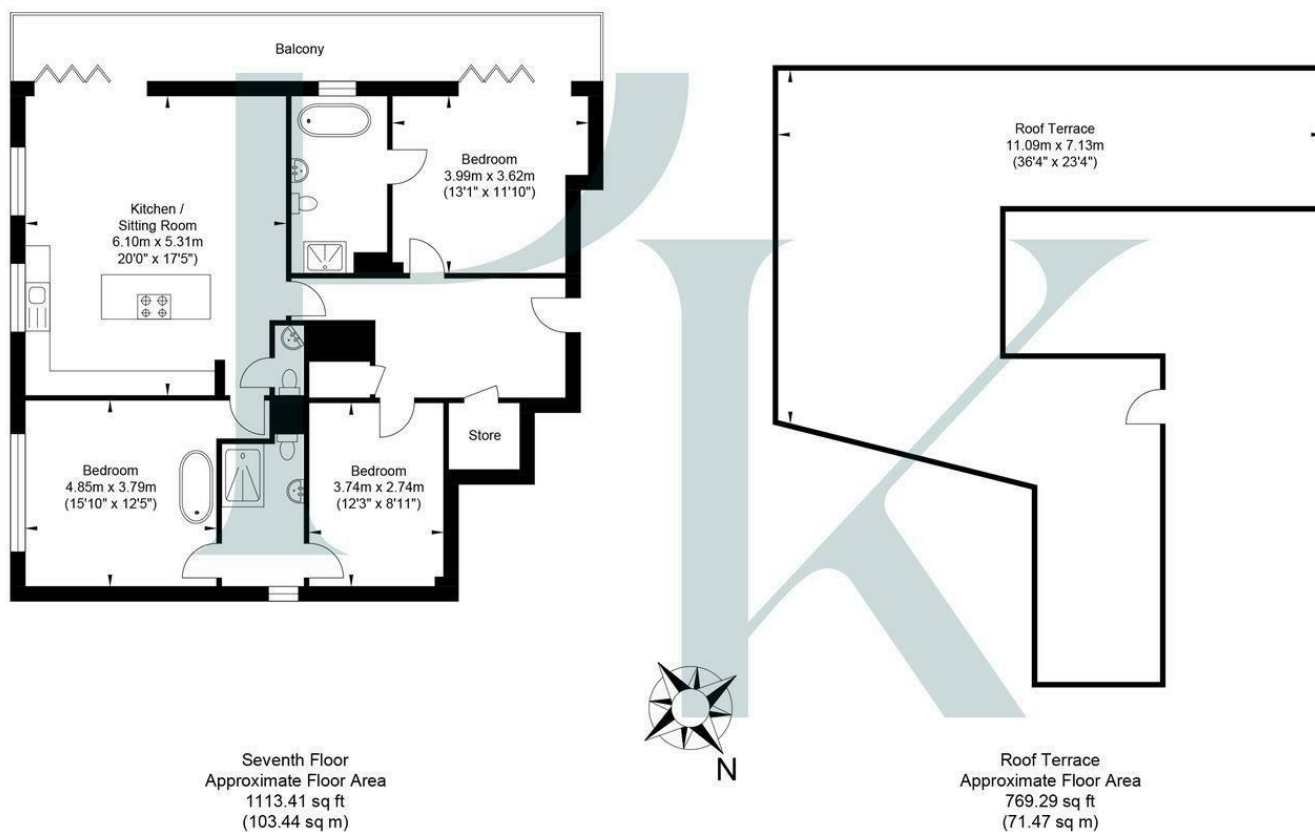 Balcony
Roof Terrace
11.09m x 7.13m
(36'4" x 23'4")
Bedroom
3.99m x 3.62m
(13'1" x 11'10")
Kitchen /
Sitting Room
6.10m x 5.31m
20'0" x 17'5")
Store
Bedroom
4.85m x 3.79m
(15'10" x 12'5")
Bedroom
3.74m x 2.74m
(12'3" x 8'11")
N
Seventh Floor
Approximate Floor Area
1113.41 sq ft
(103.44 sq m)
Roof Terrace
Approximate Floor Area
769.29 sq ft
(71.47 sq m)
JK